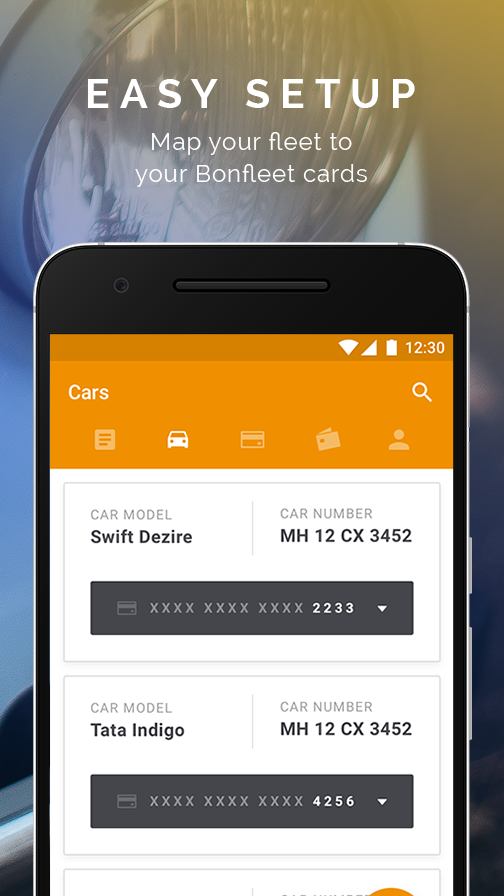 EASY SETUP
Map your fleet to
your Bonfleet cards
12:30
Cars
CAR MODEL
CAR NUMBER
Swift Dezire
MH 12 CX 3452
XXXX XXXX XXXX 2233
CAR MODEL
CAR NUMBER
Tata Indigo
MH 12 CX 3452
XXXX XXXX XXXX 4256